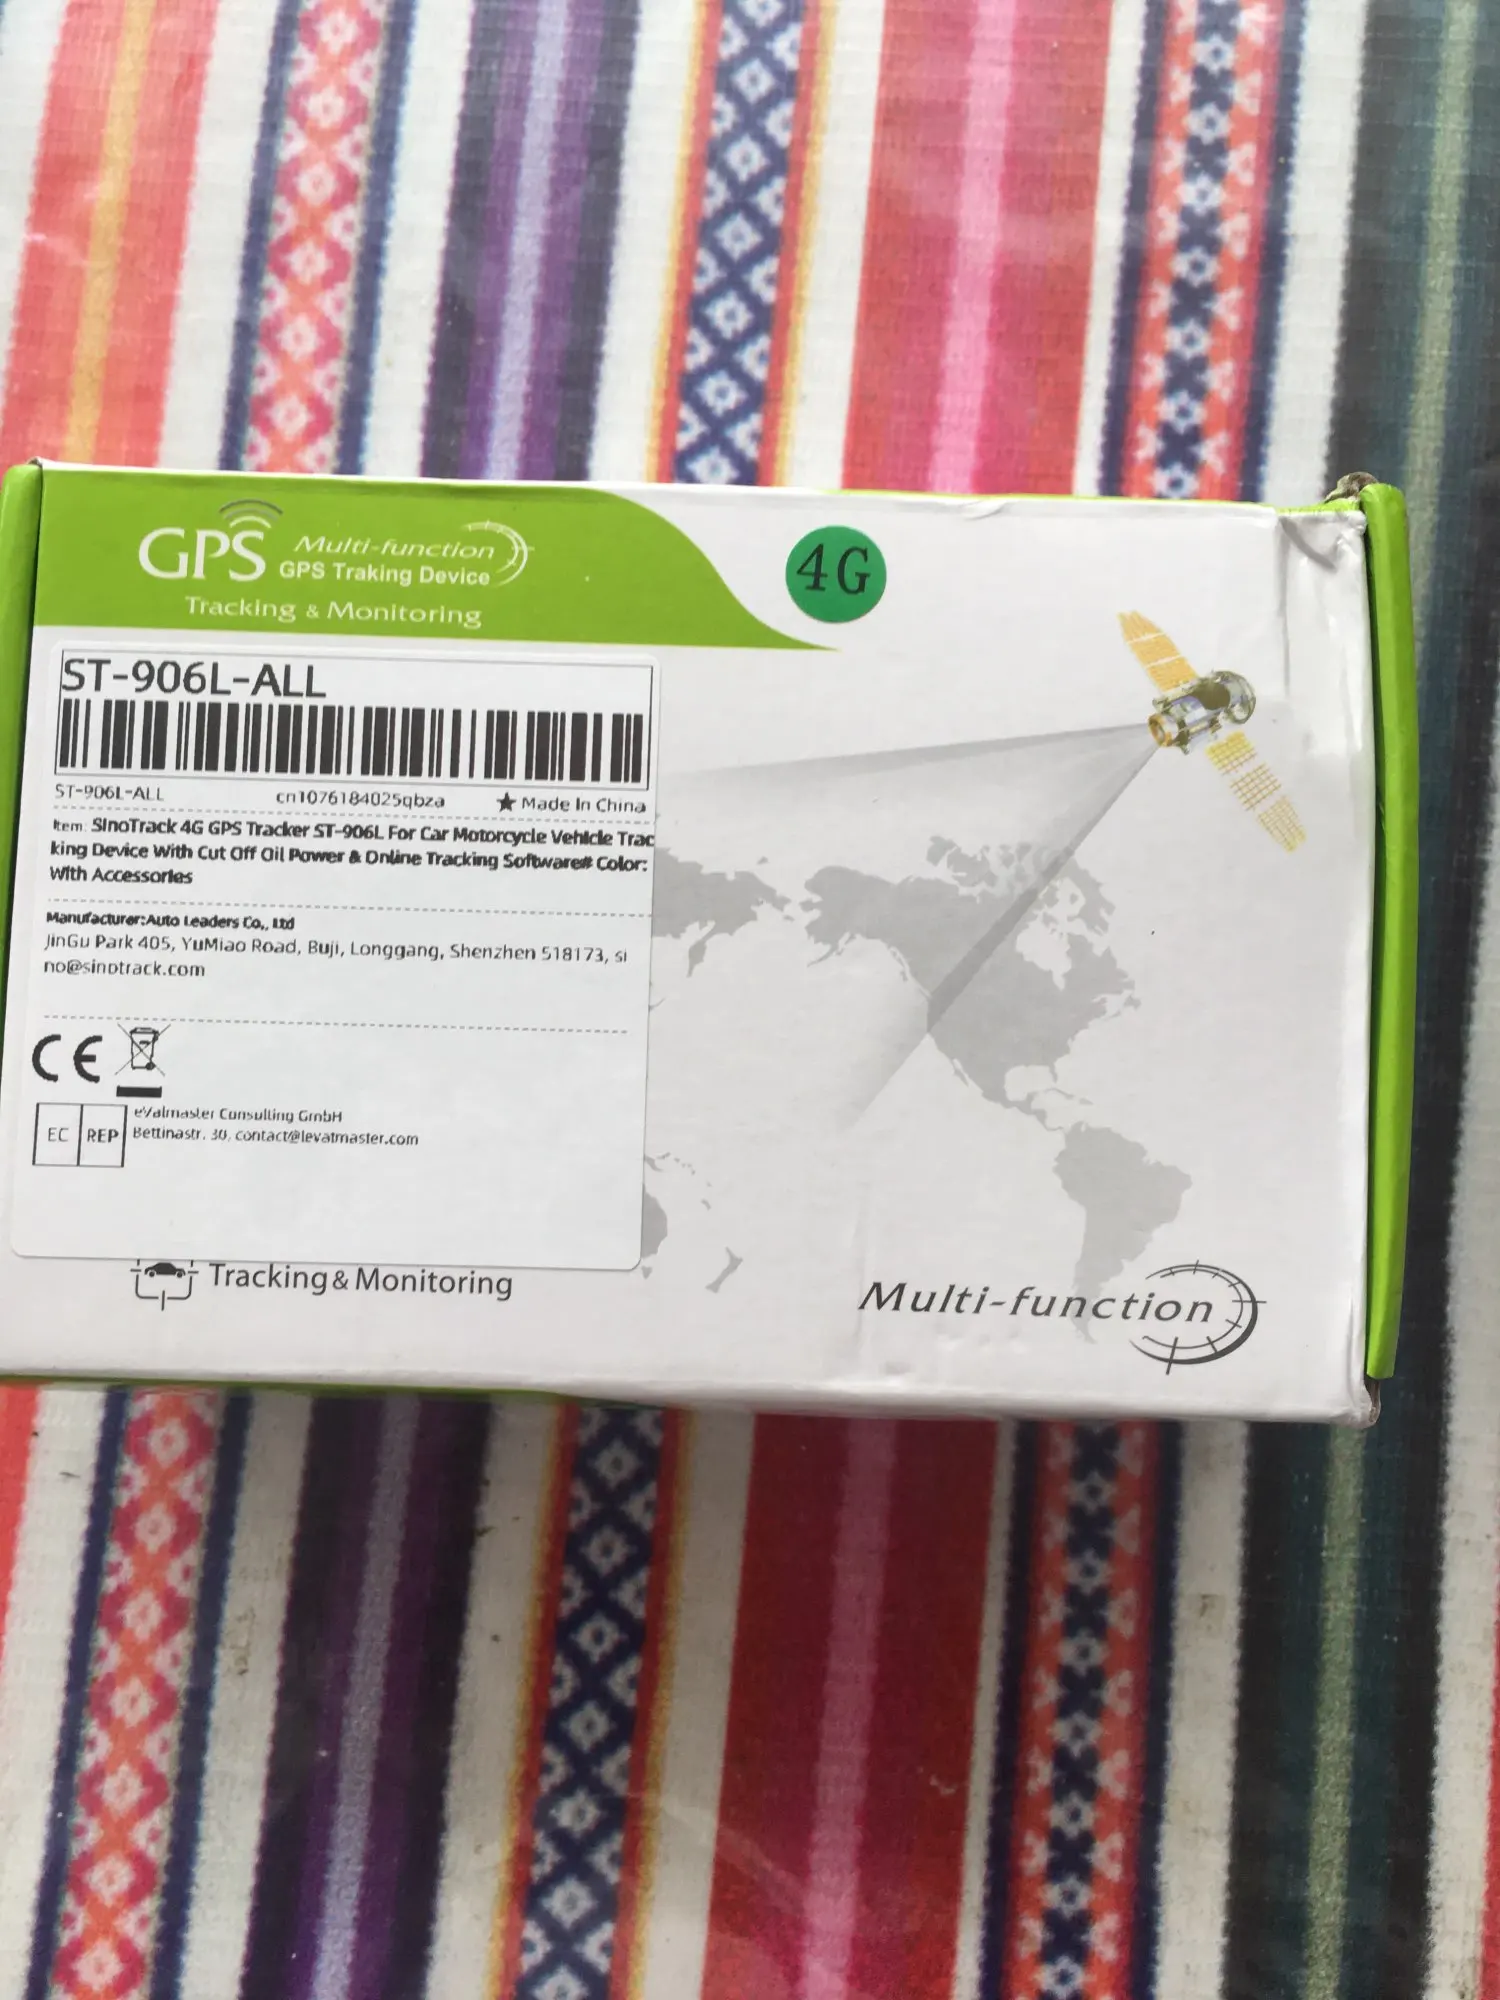 GPS Multi-function
GPS Traking Device
Tracking & Monitoring
4G
ST-906L-ALL
ST-906L-ALL cn1076184025qbza ★ Made In China
Item: SinoTrack 4G GPS Tracker ST-906L For Car Motorcycle Vehicle Trac
king Device With Cut Off Oil Power & Online Tracking Software# Color:
With Accessories
Manufacturer:Auto Leaders Co., Ltd
JinGu Park 405, YuMiao Road, Buji, Longgang, Shenzhen 518173, si
no@sinotrack.com
CE
EC REP
eVatmaster Consulting GmbH
Bettinastr. 30, contact@levatmaster.com
Tracking & Monitoring
Multi-function